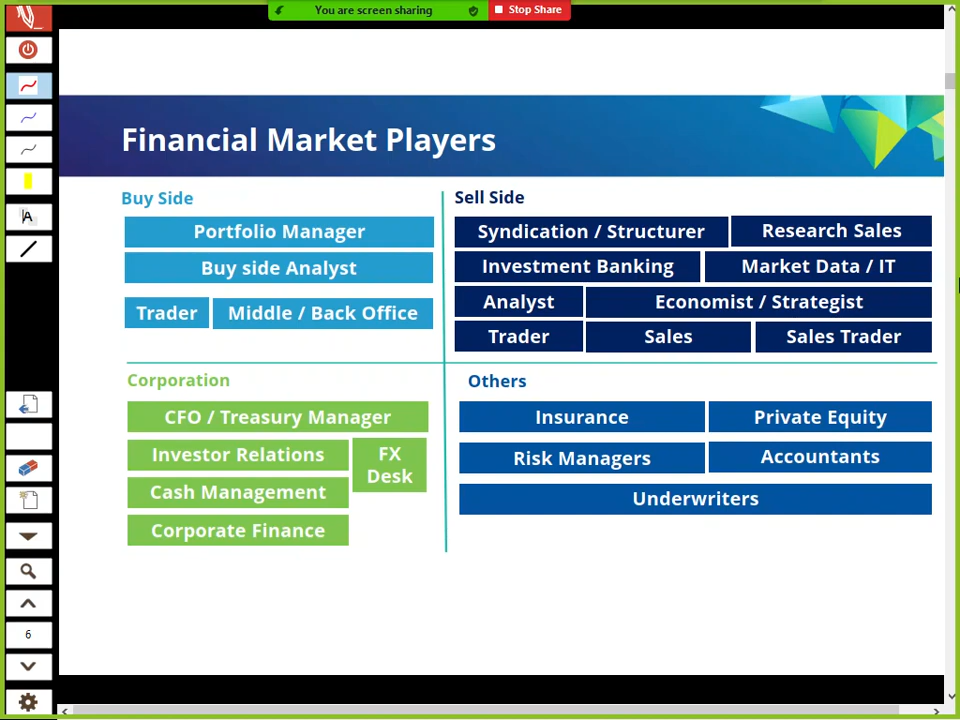 You are screen sharing
Stop Share
Financial Market Players
Buy Side
Portfolio Manager
Buy side Analyst
Trader
Middle / Back Office
Sell Side
Syndication / Structurer
Research Sales
Investment Banking
Market Data / IT
Analyst
Economist / Strategist
Trader
Sales
Sales Trader
Corporation
CFO / Treasury Manager
Investor Relations
FX
Desk
Cash Management
Corporate Finance
Others
Insurance
Private Equity
Risk Managers
Accountants
Underwriters
A
6